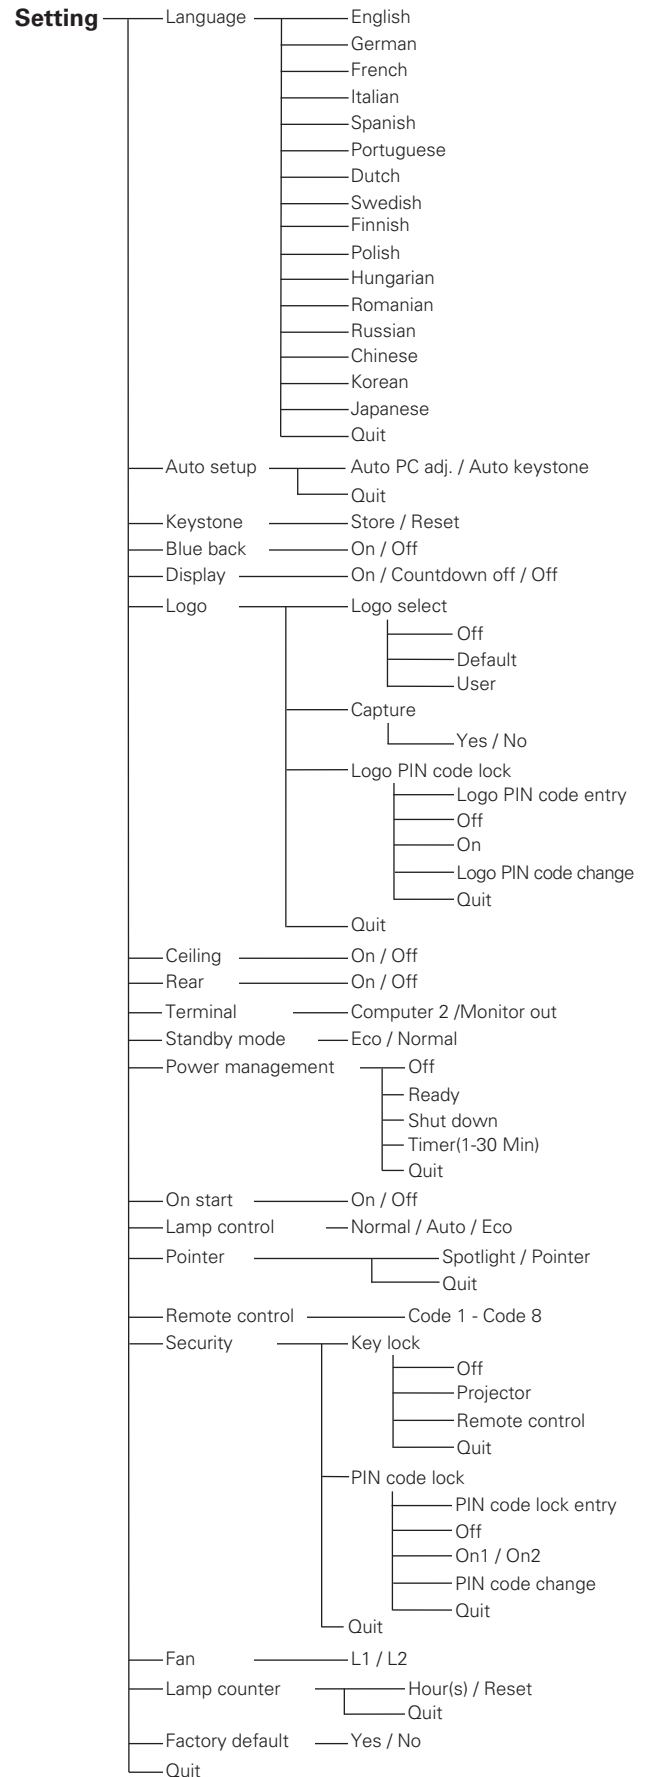 Setting Language English
German
French
Italian
Spanish
Portuguese
Dutch
Swedish
Finnish
Polish
Hungarian
Romanian
Russian
Chinese
Korean
Japanese
Quit
Auto setup Auto PC adj. / Auto keystone
Quit
Keystone Store / Reset
Blue back On / Off
Display On / Countdown off / Off
Logo Logo select
Off
Default
User
Capture
Yes / No
Logo PIN code lock
Logo PIN code entry
Off
On
Logo PIN code change
Quit
Quit
Ceiling On / Off
Rear On / Off
Terminal Computer 2 /Monitor out
Standby mode Eco / Normal
Power management Off
Ready
Shut down
Timer(1-30 Min)
Quit
On start On / Off
Lamp control Normal / Auto / Eco
Pointer Spotlight / Pointer
Quit
Remote control Code 1 - Code 8
Security Key lock
Off
Projector
Remote control
Quit
PIN code lock
PIN code lock entry
Off
On1 / On2
PIN code change
Quit
Quit
Fan L1 / L2
Lamp counter Hour(s) / Reset
Quit
Factory default Yes / No
Quit